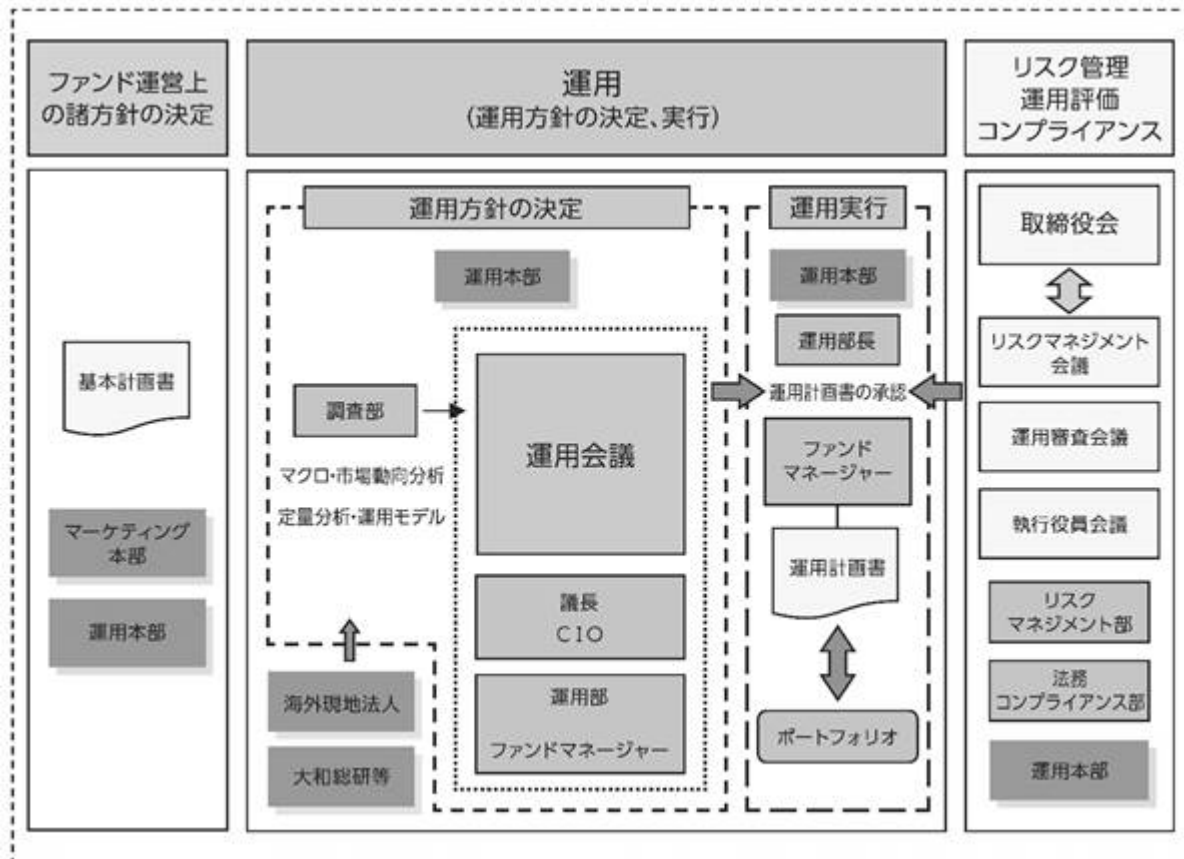 ファンド運営上
の諸方針の決定
運用
(運用方針の決定、実行)
リスク管理
運用評価
コンプライアンス
基本計画書
マーケティング
本部
運用本部
運用方針の決定
運用本部
調査部
マクロ・市場動向分析
定量分析・運用モデル
運用会議
議長
CIO
運用部
ファンドマネージャー
海外現地法人
大和総研等
運用実行
運用本部
運用部長
運用計画書の承認
ファンド
マネージャー
運用計画書
ポートフォリオ
取締役会
リスクマネジメント
会議
運用審査会議
執行役員会議
リスク
マネジメント部
法務
コンプライアンス部
運用本部